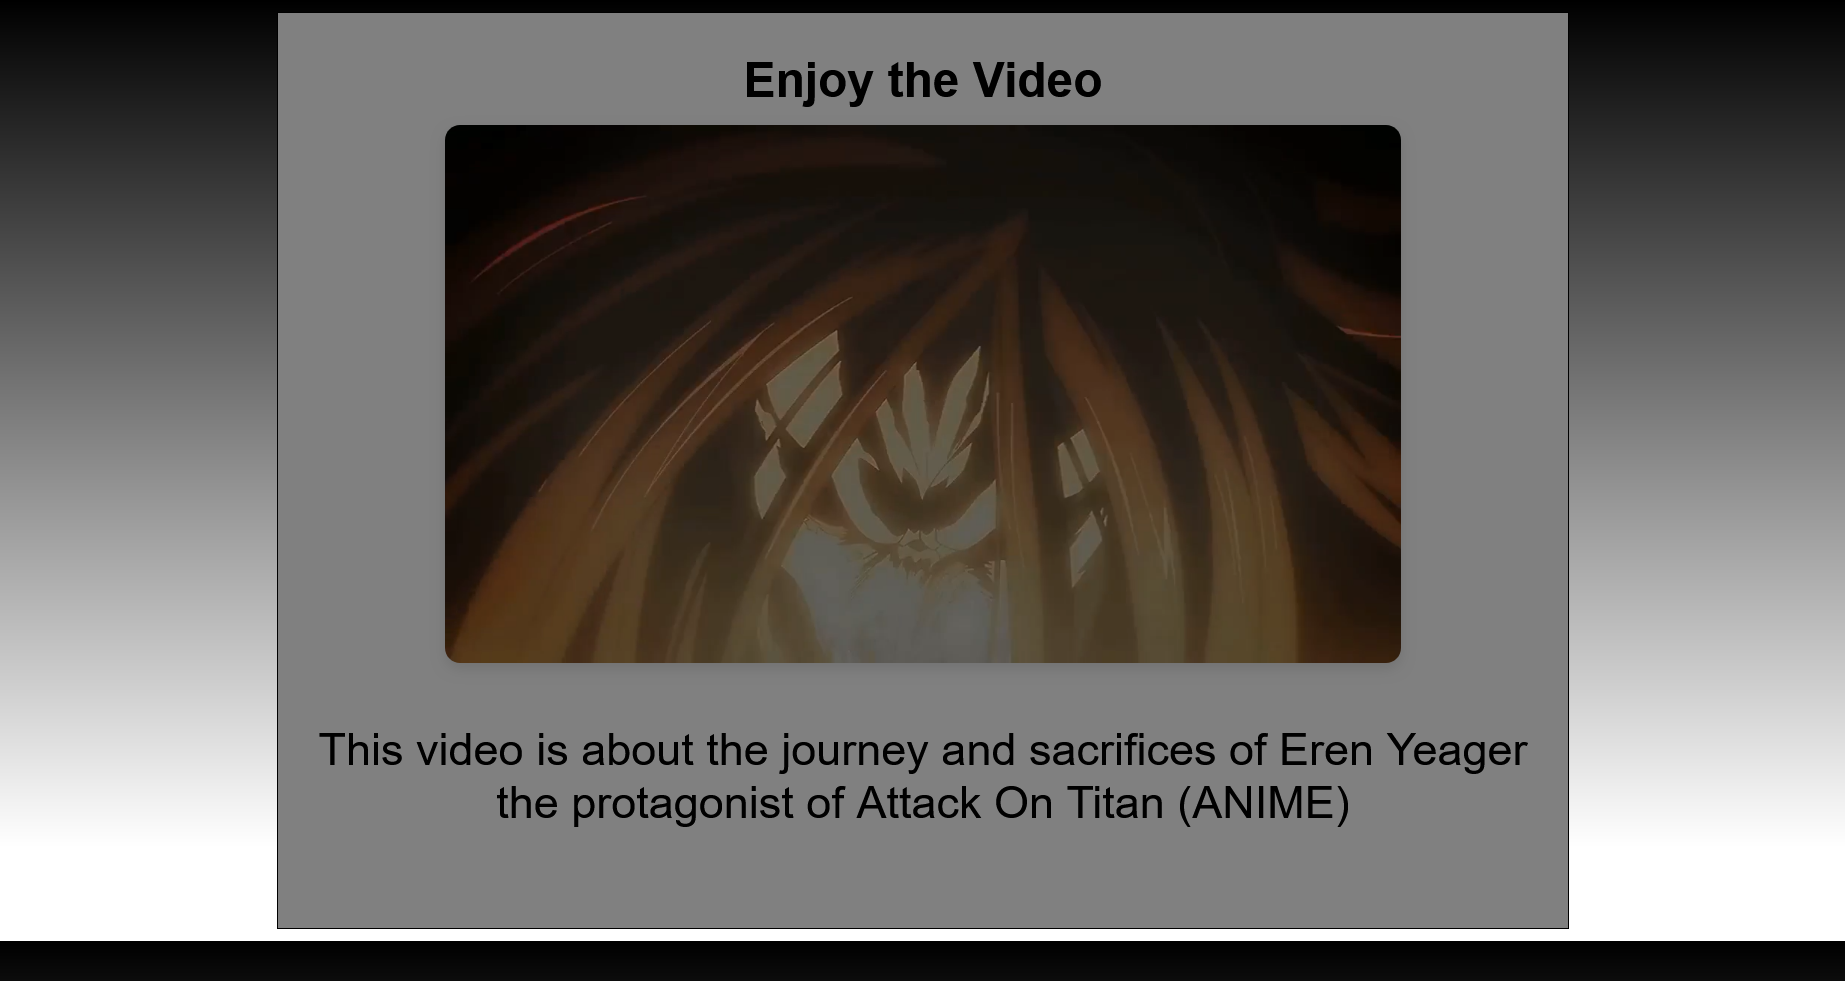 Enjoy the Video
This video is about the journey and sacrifices of Eren Yeager
the protagonist of Attack On Titan (ANIME)